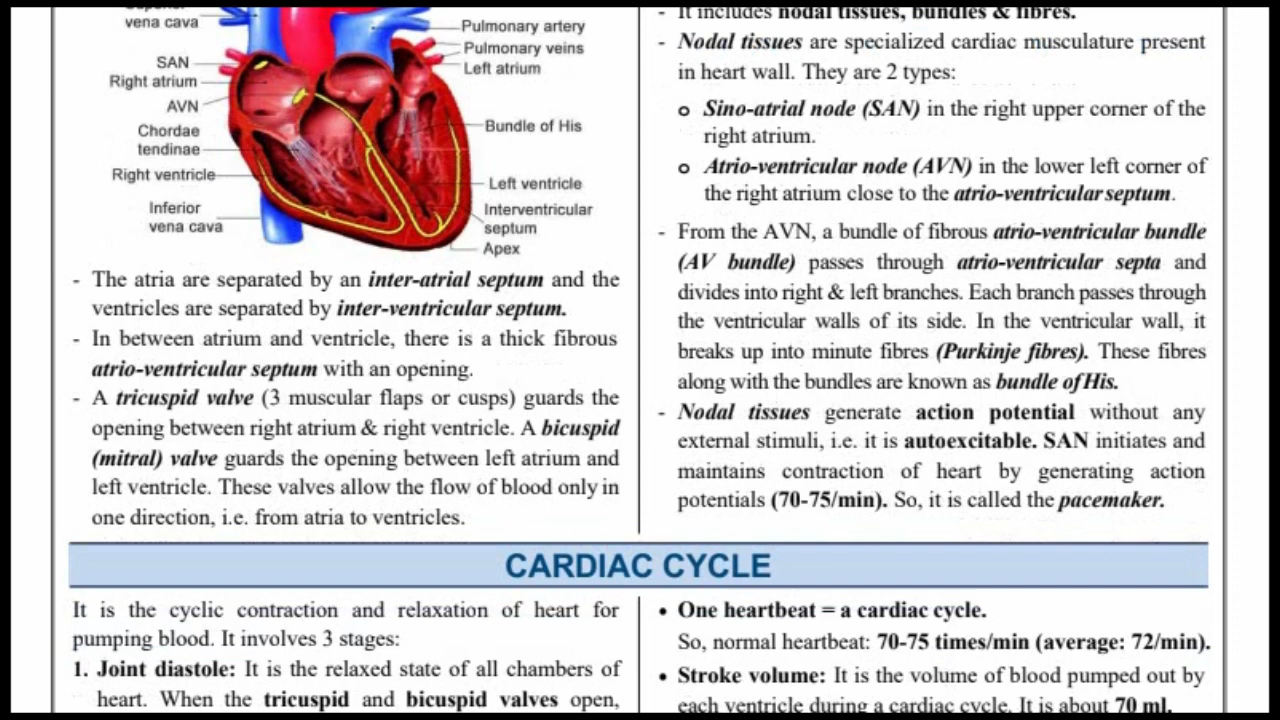 Superior
vena cava
SAN
Right atrium
AVN
Chordae
tendinae
Right ventricle
Inferior
vena cava
Pulmonary artery
Pulmonary veins
Left atrium
Bundle of His
Left ventricle
Interventricular
septum
Apex
- The atria are separated by an inter-atrial septum and the
ventricles are separated by inter-ventricular septum.
- In between atrium and ventricle, there is a thick fibrous
atrio-ventricular septum with an opening.
- A tricuspid valve (3 muscular flaps or cusps) guards the
opening between right atrium & right ventricle. A bicuspid
(mitral) valve guards the opening between left atrium and
left ventricle. These valves allow the flow of blood only in
one direction, i.e. from atria to ventricles.
- It includes nodal tissues, bundles & fibres.
- Nodal tissues are specialized cardiac musculature present
in heart wall. They are 2 types:
o Sino-atrial node (SAN) in the right upper corner of the
right atrium.
o Atrio-ventricular node (AVN) in the lower left corner of
the right atrium close to the atrio-ventricular septum.
- From the AVN, a bundle of fibrous atrio-ventricular bundle
(AV bundle) passes through atrio-ventricular septa and
divides into right & left branches. Each branch passes through
the ventricular walls of its side. In the ventricular wall, it
breaks up into minute fibres (Purkinje fibres). These fibres
along with the bundles are known as bundle of His.
- Nodal tissues generate action potential without any
external stimuli, i.e. it is autoexcitable. SAN initiates and
maintains contraction of heart by generating action
potentials (70-75/min). So, it is called the pacemaker.
CARDIAC CYCLE
It is the cyclic contraction and relaxation of heart for
pumping blood. It involves 3 stages:
1. Joint diastole: It is the relaxed state of all chambers of
heart. When the tricuspid and bicuspid valves open,
• One heartbeat = a cardiac cycle.
So, normal heartbeat: 70-75 times/min (average: 72/min).
• Stroke volume: It is the volume of blood pumped out by
each ventricle during a cardiac cycle. It is about 70 ml.